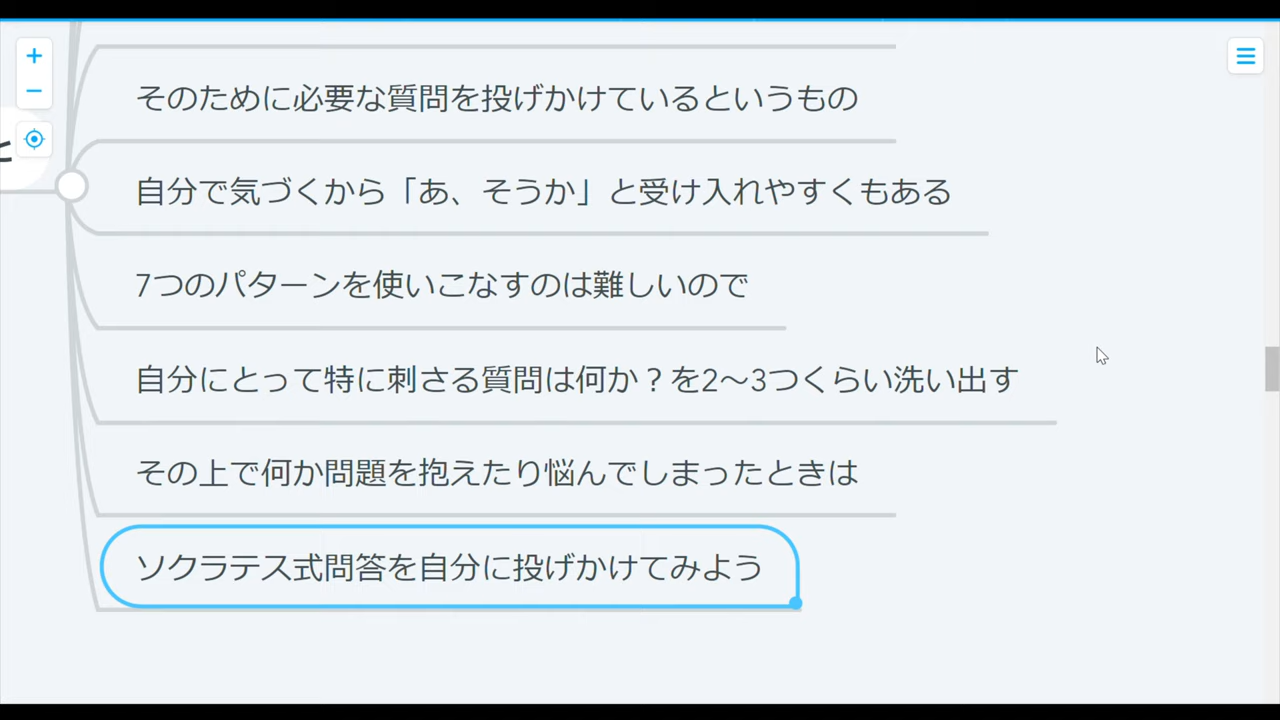 そのために必要な質問を投げかけているというもの
自分で気づくから「あ、そうか」と受け入れやすくもある
7つのパターンを使いこなすのは難しいので
自分にとって特に刺さる質問は何か？を2〜3つくらい洗い出す
その上で何か問題を抱えたり悩んでしまったときは
ソクラテス式問答を自分に投げかけてみよう